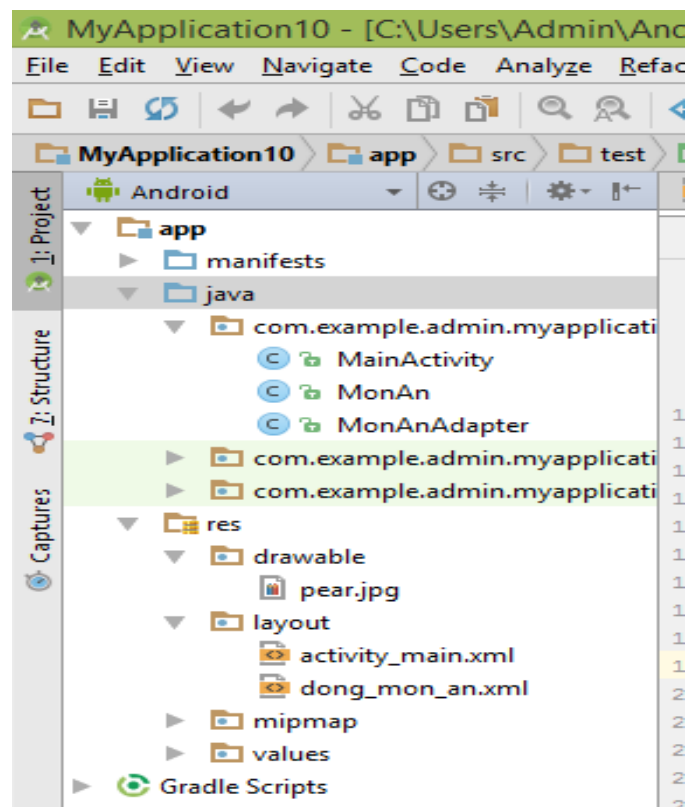 MyApplication10 - [C:\Users\Admin\And
File Edit View Navigate Code Analyze Refac
MyApplication10 app src test
1: Project
Android
app
manifests
java
com.example.admin.myapplicati
MainActivity
MonAn
MonAnAdapter
com.example.admin.myapplicati
com.example.admin.myapplicati
res
drawable
pear.jpg
layout
activity_main.xml
dong_mon_an.xml
mipmap
values
Gradle Scripts
7: Structure
Captures